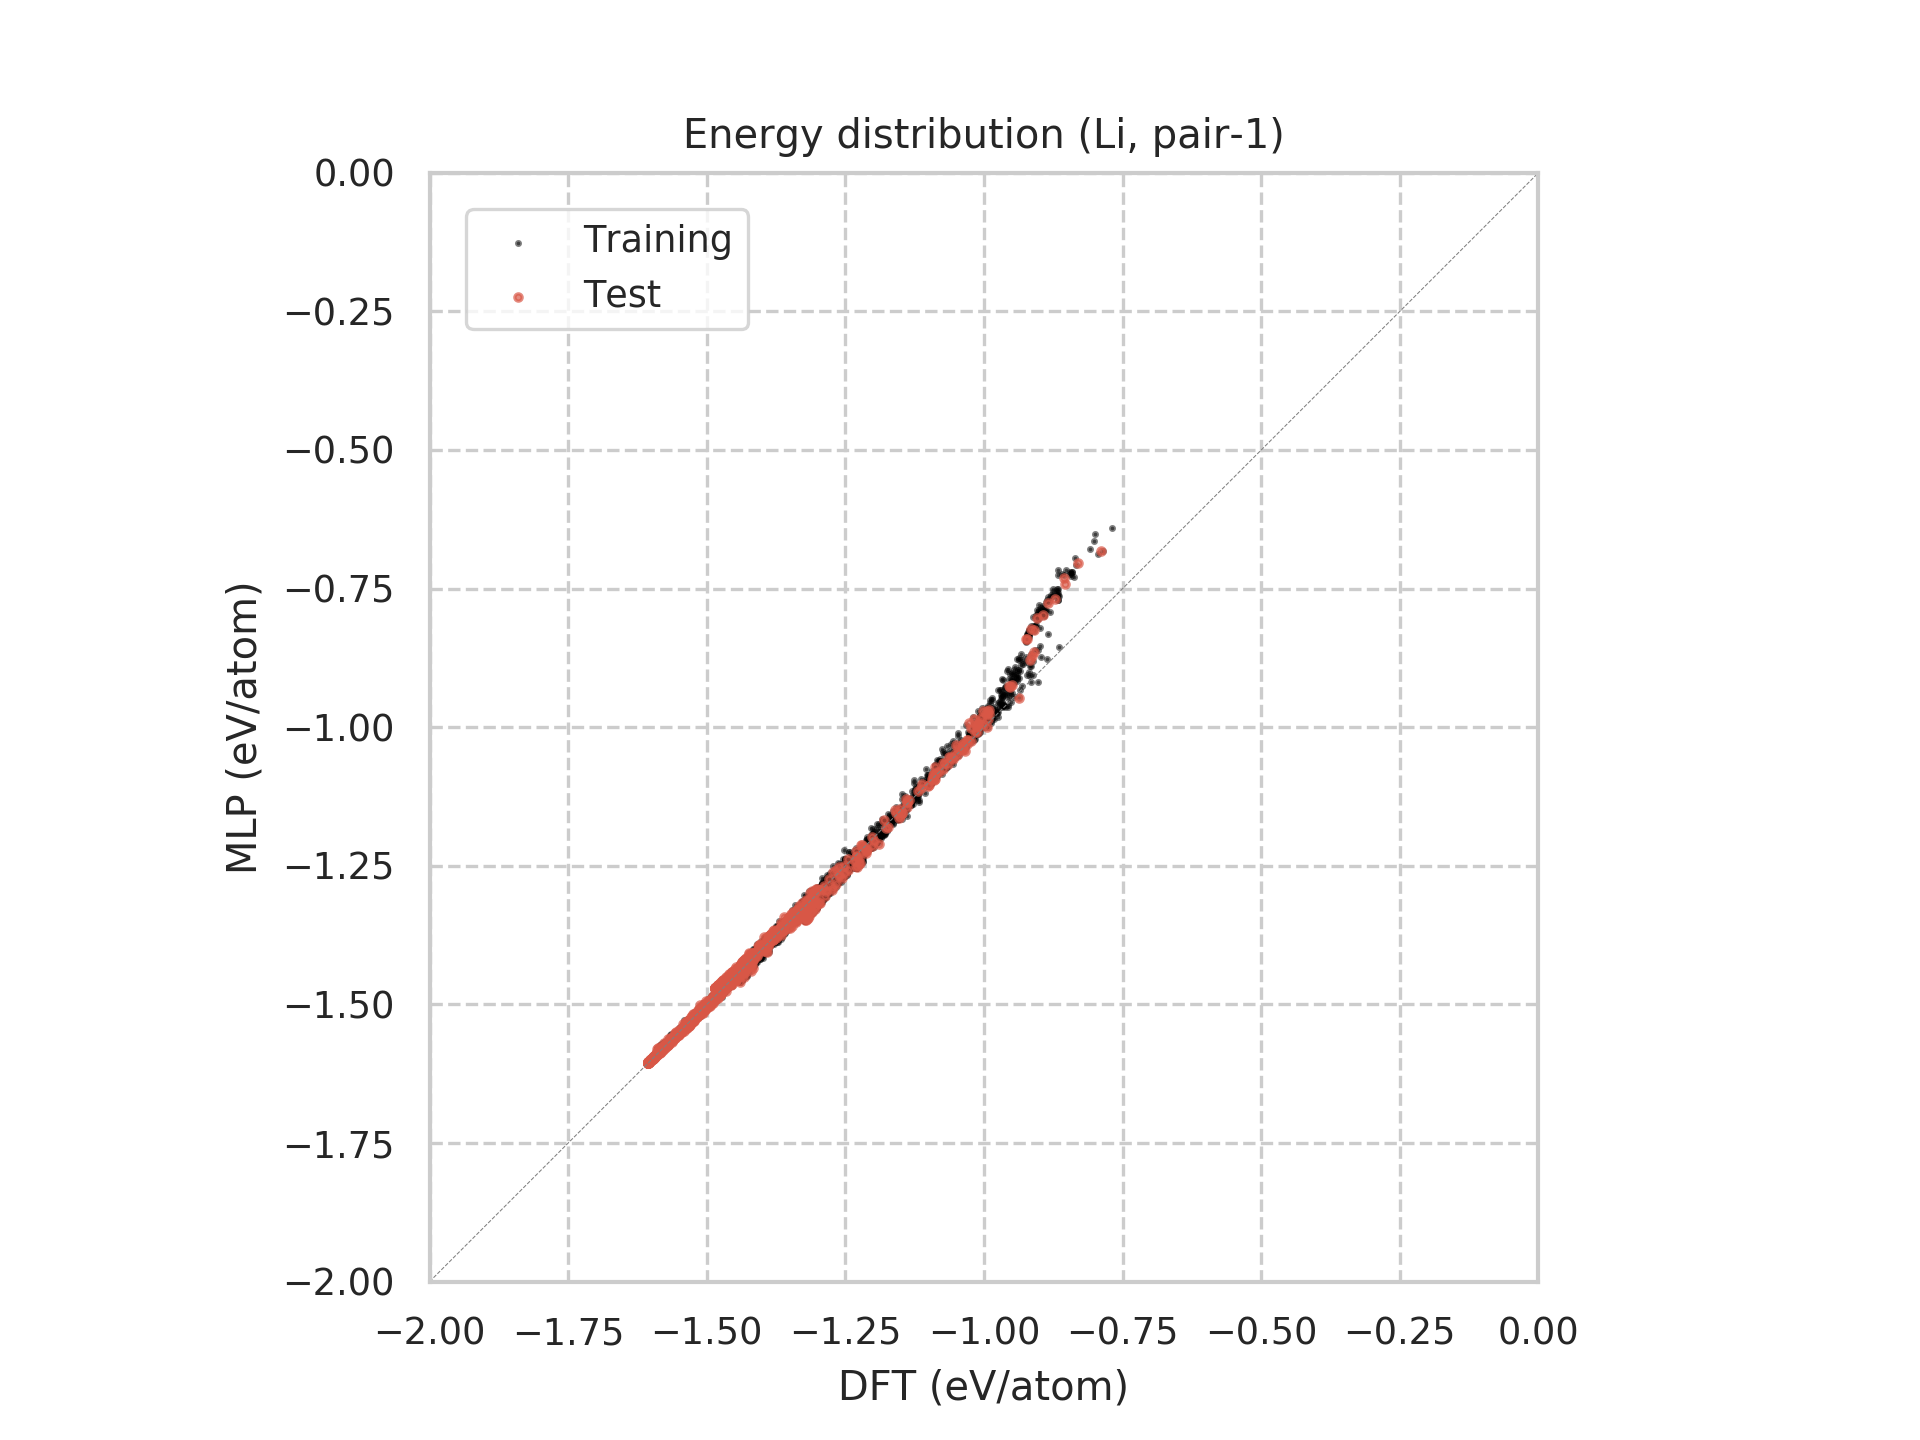 Energy distribution (Li, pair-1)
0.00
−0.25
−0.50
−0.75
−1.00
−1.25
−1.50
−1.75
−2.00
MLP (eV/atom)
Training
Test
−2.00 −1.75 −1.50 −1.25 −1.00 −0.75 −0.50 −0.25 0.00
DFT (eV/atom)